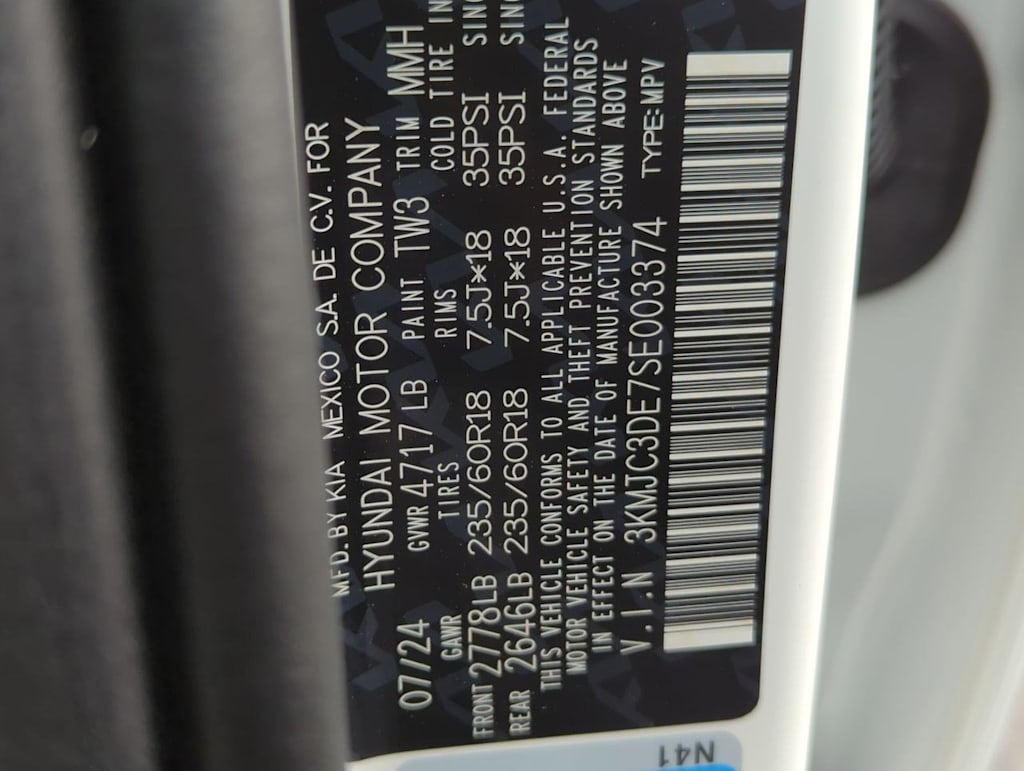 MFD. BY KIA MEXICO S.A. DE C.V. FOR
HYUNDAI MOTOR COMPANY
07/24 GVWR 4717 LB PAINT TW3 TRIM MMH
GAWR TIRES RIMS COLD TIRE IN
FRONT 2778LB 235/60R18 7.5J*18 35PSI SING
REAR 2646LB 235/60R18 7.5J*18 35PSI SING
THIS VEHICLE CONFORMS TO ALL APPLICABLE U.S.A. FEDERAL
MOTOR VEHICLE SAFETY AND THEFT PREVENTION STANDARDS
IN EFFECT ON THE DATE OF MANUFACTURE SHOWN ABOVE
V.I.N 3KMJC3DE7SE003374 TYPE:MPV
N41